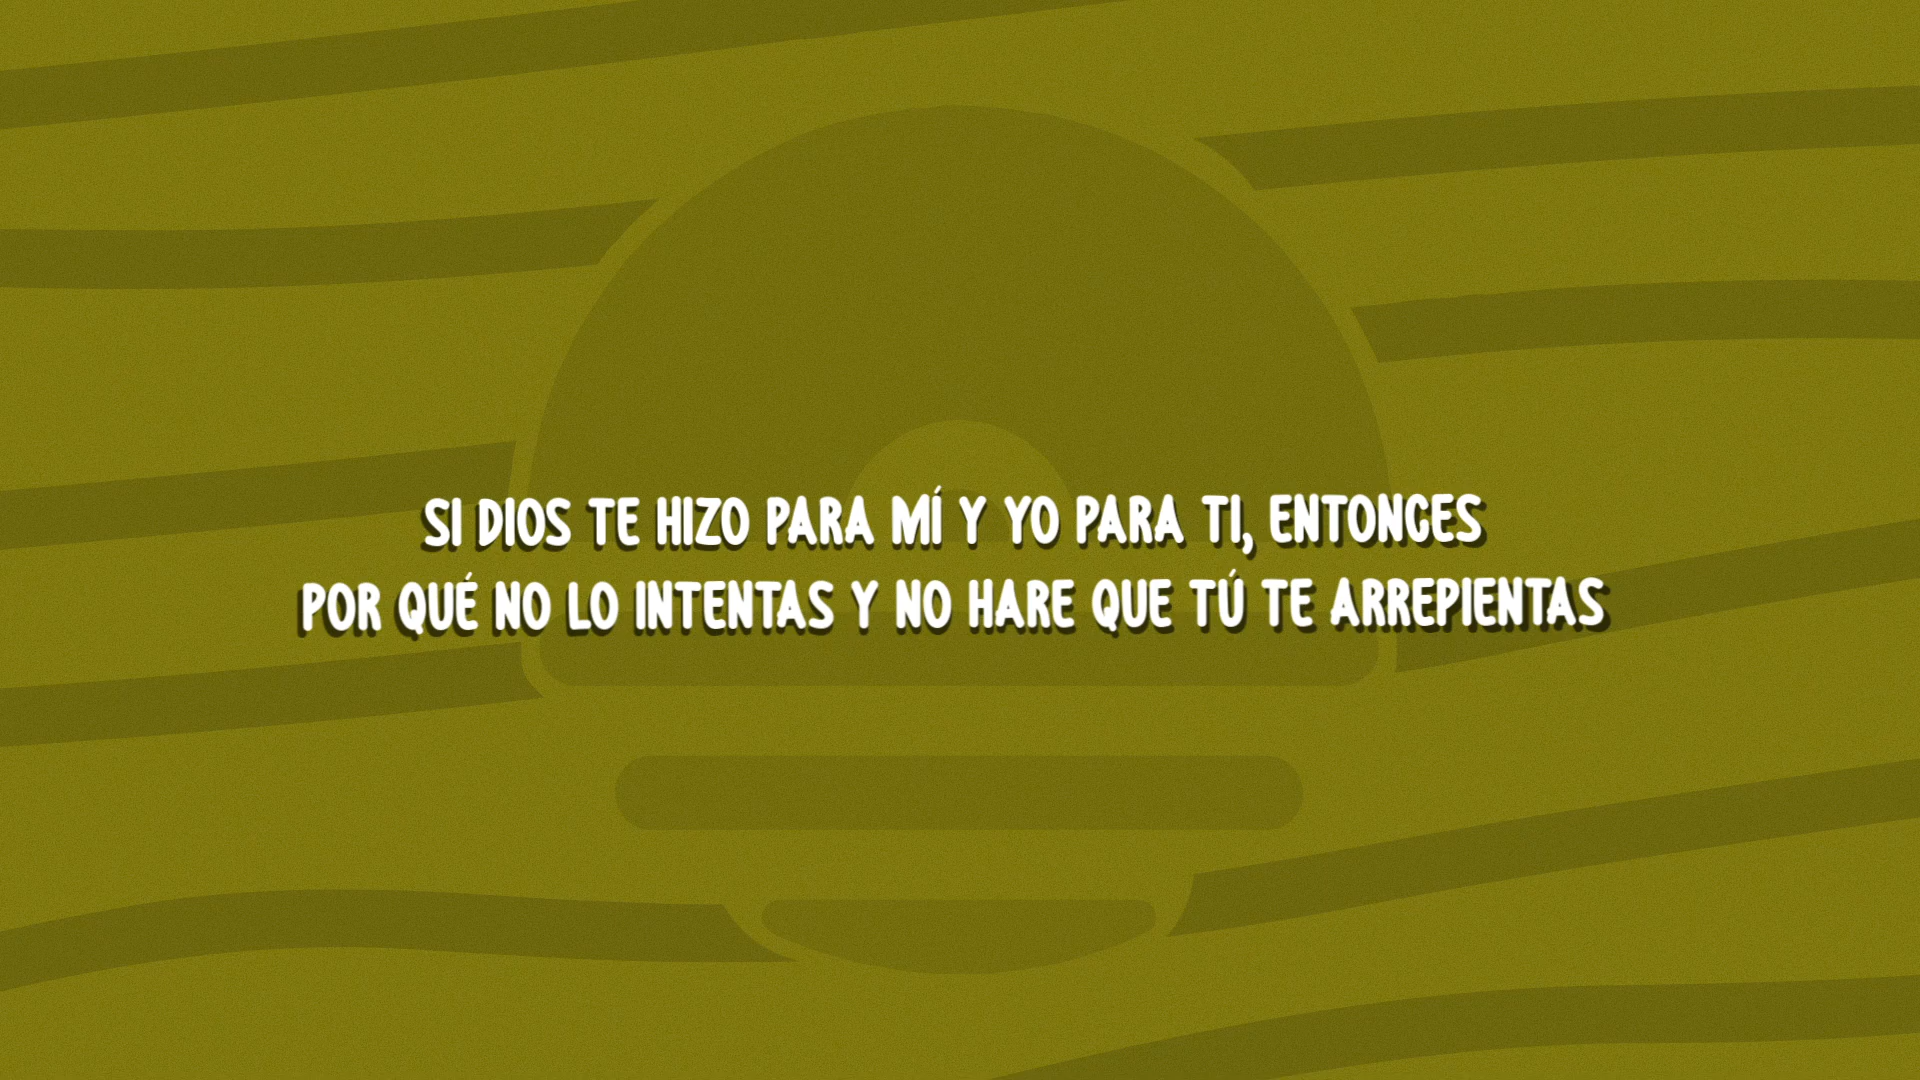 SI DIOS TE HIZO PARA MÍ Y YO PARA TI, ENTONCES
POR QUÉ NO LO INTENTAS Y NO HARE QUE TÚ TE ARREPIENTAS